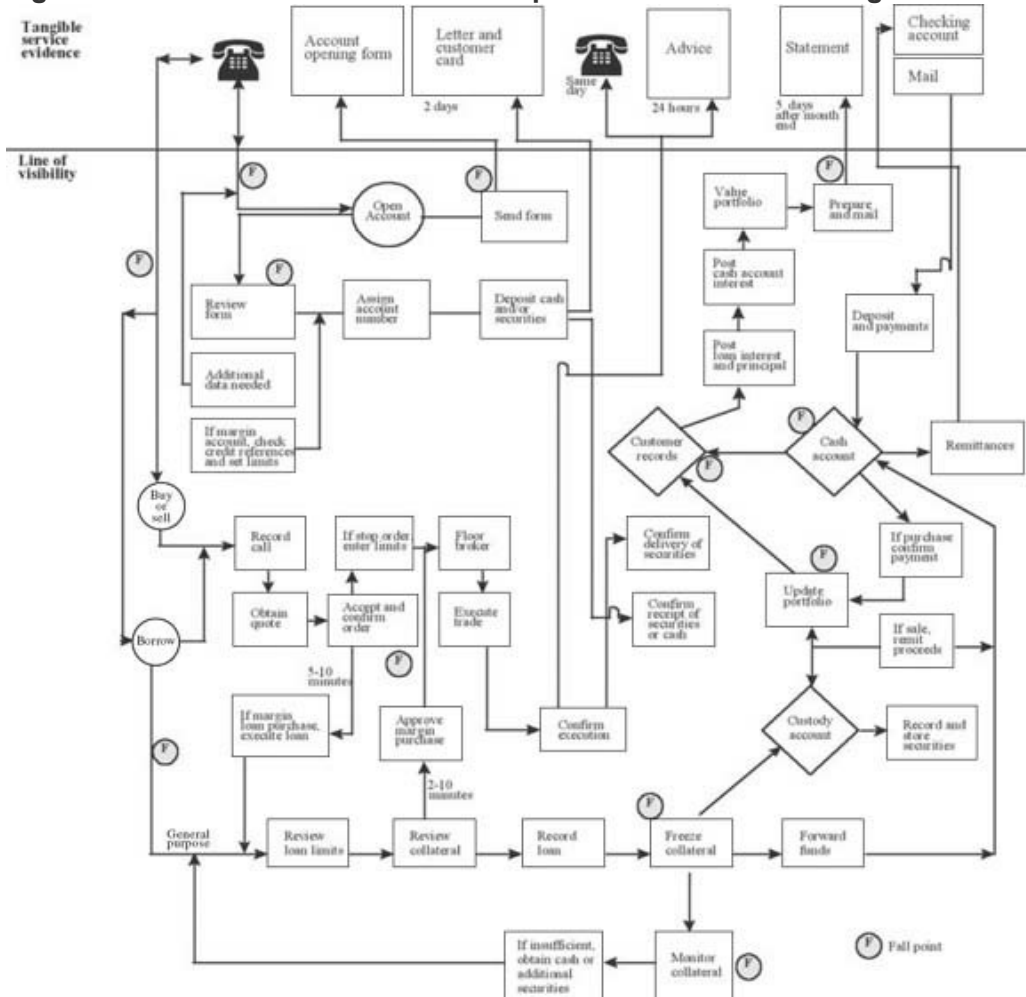 Tangible
service
evidence
Account
opening form
Letter and
customer
card
Same
day
Advice
Statement
Checking
account
Mail
2 days
24 hours
5 days
after mouth
end
Line of
visibility
F
F
F
Open
Account
Send form
Value
portfolio
Prepare
and mail
F
F
Review
form
Assign
account
number
Deposit cash
and/or
securities
Post
cash account
interest
Deposit
and payments
Additional
data needed
Post
loan interest
and principal
If margin
account, check
credit references
and set limits
Customer
records
F
F
Cash
account
Remittances
Buy
or
sell
Record
call
If stop order
enter limits
Floor
broker
Confirm
delivery of
securities
If purchase
confirm
payment
F
Update
portfolio
Obtain
quote
Accept and
confirm
order
Execute
trade
Confirm
receipt of
securities
or cash
If sale,
remit
proceeds
Borrow
F
5-10
minutes
If margin
loan purchase,
execute loan
Approve
margin
purchase
Confirm
execution
Custody
account
Record and
store
securities
F
2-10
minutes
F
General
purpose
Review
loan limits
Review
collateral
Record
loan
Freeze
collateral
Forward
funds
If insufficient,
obtain cash or
additional
securities
Monitor
collateral
F
F
Fall point